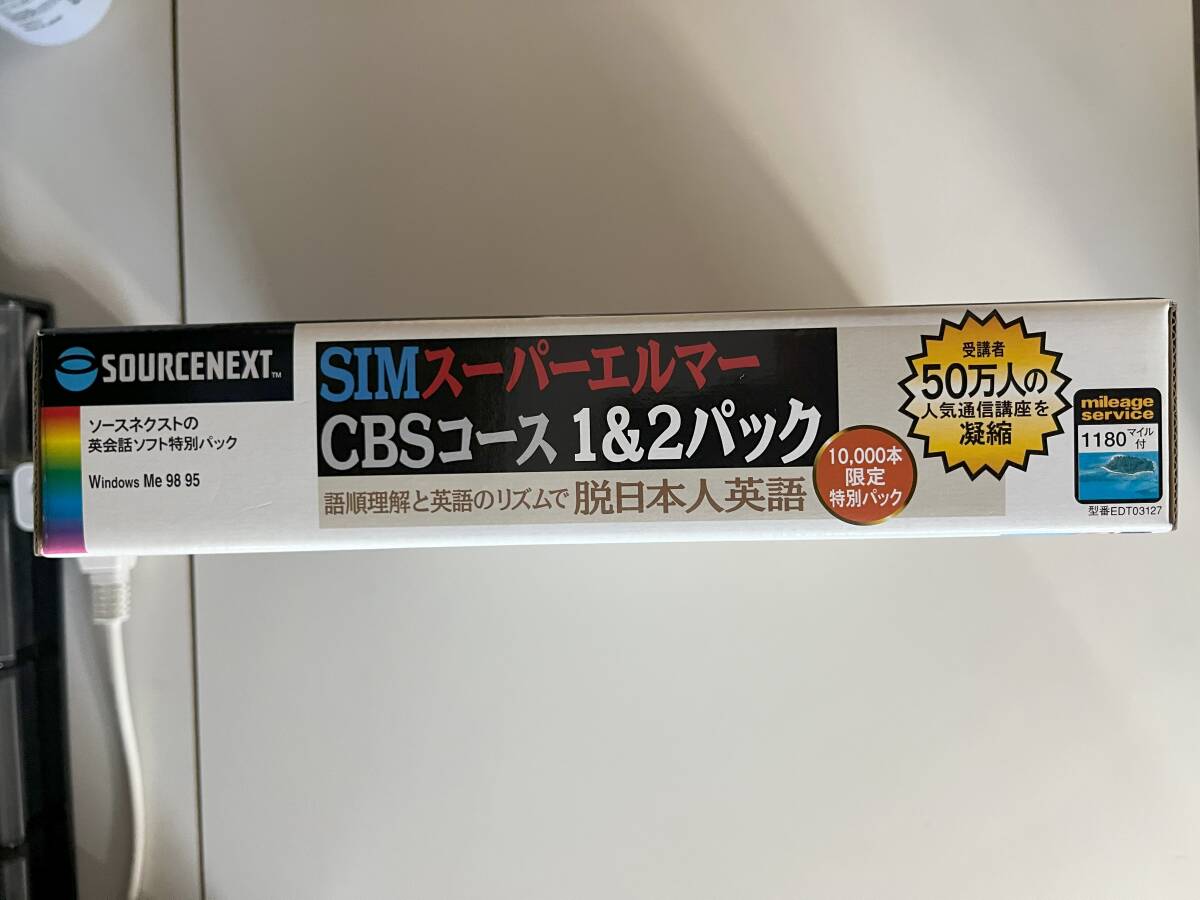 SOURCENEXT™
ソースネクストの
英会話ソフト特別パック
Windows Me 98 95
SIMスーパーエルマー
CBSコース 1&2パック
語順理解と英語のリズムで 脱日本人英語
10,000本
限定
特別パック
受講者
50万人の
人気通信講座を
凝縮
mileage
service
1180マイル付
型番EDT03127